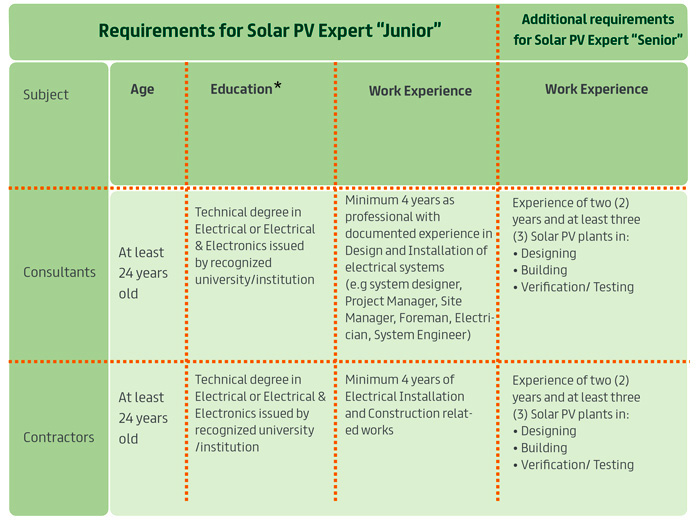 Requirements for Solar PV Expert “Junior”
Additional requirements
for Solar PV Expert “Senior”
Subject
Age
Education*
Work Experience
Work Experience
Consultants
At least
24 years
old
Technical degree in
Electrical or Electrical
& Electronics issued
by recognized
university/institution
Minimum 4 years as
professional with
documented experience in
Design and Installation of
electrical systems
(e.g system designer,
Project Manager, Site
Manager, Foreman, Electri-
cian, System Engineer)
Experience of two (2)
years and at least three
(3) Solar PV plants in:
• Designing
• Building
• Verification/ Testing
Contractors
At least
24 years
old
Technical degree in
Electrical or Electrical &
Electronics issued by
recognized university
/institution
Minimum 4 years of
Electrical Installation
and Construction relat-
ed works
Experience of two (2)
years and at least three
(3) Solar PV plants in:
• Designing
• Building
• Verification/ Testing